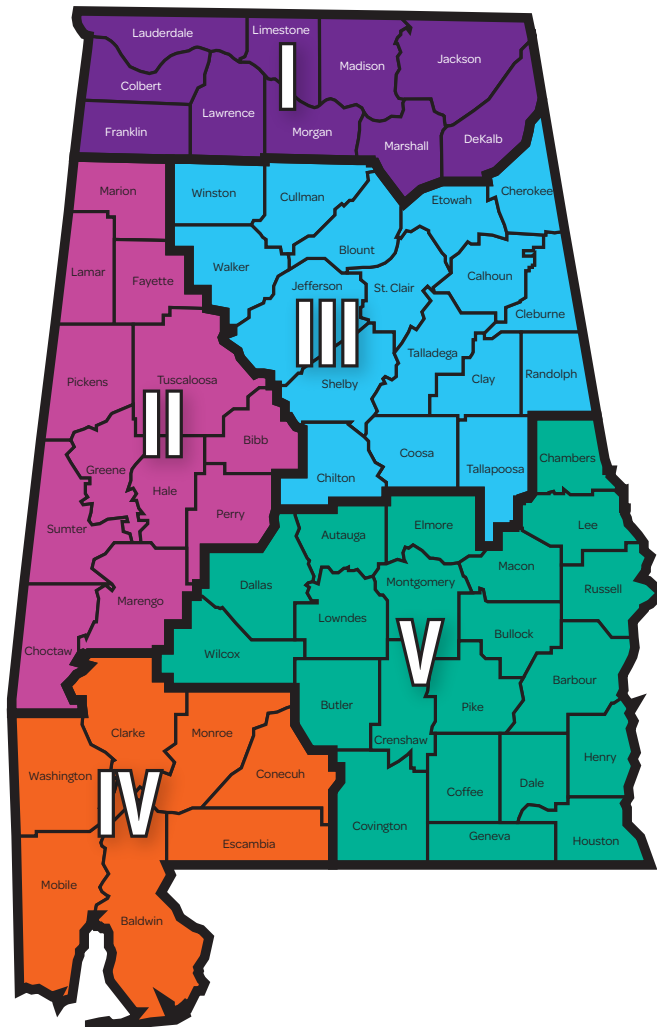 Lauderdale
Limestone
Madison
Jackson
Colbert
Lawrence
Franklin
Morgan
Marshall
DeKalb
I
Marion
Winston
Cullman
Etowah
Cherokee
Lamar
Fayette
Walker
Blount
Jefferson
St. Clair
Calhoun
Cleburne
III
Pickens
Tuscaloosa
Shelby
Talladega
Clay
Randolph
II
Bibb
Greene
Hale
Perry
Chilton
Coosa
Tallapoosa
Chambers
Sumter
Autauga
Elmore
Lee
Dallas
Montgomery
Macon
Russell
Marengo
Lowndes
Bullock
Choctaw
Wilcox
V
Barbour
Butler
Pike
Clarke
Monroe
Crenshaw
Henry
Washington
Conecuh
Coffee
Dale
IV
Covington
Geneva
Houston
Escambia
Mobile
Baldwin